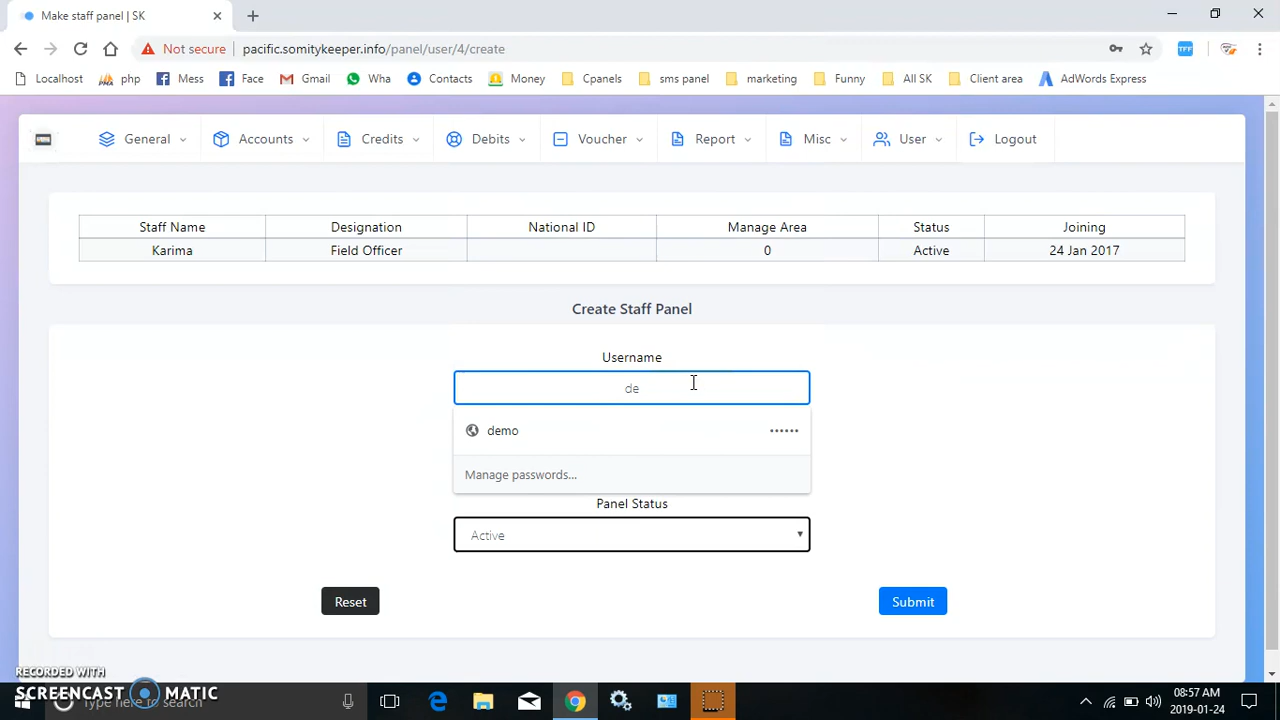 Make staff panel | SK
Not secure | pacific.somitykeeper.info/panel/user/4/create
Localhost php Mess Face Gmail Wha Contacts Money Cpanels sms panel marketing Funny All SK Client area AdWords Express
General Accounts Credits Debits Voucher Report Misc User Logout
Staff Name Designation National ID Manage Area Status Joining
Karima Field Officer 0 Active 24 Jan 2017
Create Staff Panel
Username
de
demo ••••••
Manage passwords...
Panel Status
Active
Reset Submit
RECORDED WITH
SCREENCAST MATIC
Type here to search
08:57 AM
2019-01-24